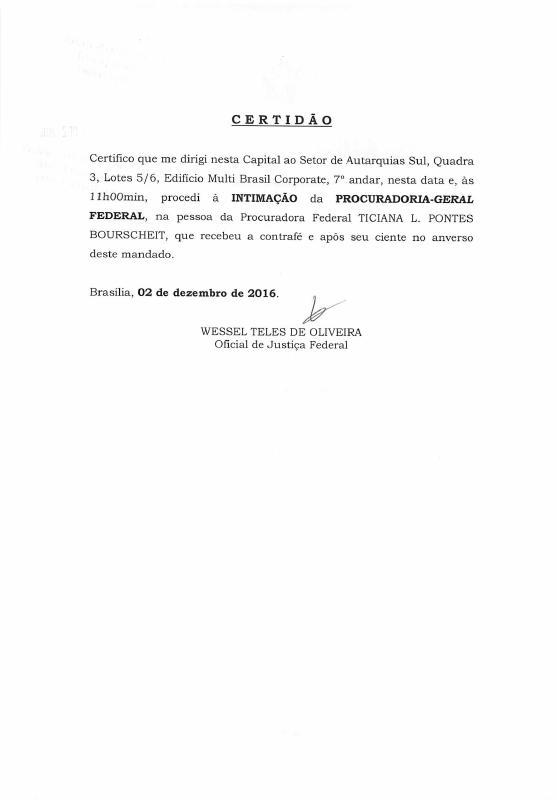 CERTIDÃO
Certifico que me dirigi nesta Capital ao Setor de Autarquias Sul, Quadra
3, Lotes 5/6, Edifício Multi Brasil Corporate, 7º andar, nesta data e, às
11h00min, procedi à INTIMAÇÃO da PROCURADORIA-GERAL
FEDERAL, na pessoa da Procuradora Federal TICIANA L. PONTES
BOURSCHEIT, que recebeu a contrafé e apôs seu ciente no anverso
deste mandado.
Brasília, 02 de dezembro de 2016.
WESSEL TELES DE OLIVEIRA
Oficial de Justiça Federal